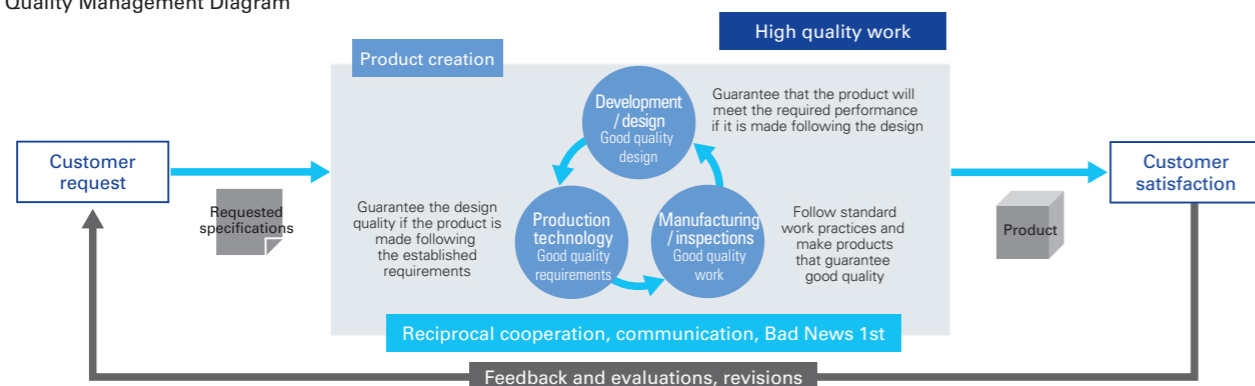 Quality Management Diagram
High quality work
Product creation
Development
/ design
Good quality
design
Guarantee that the product will
meet the required performance
if it is made following the design
Customer
request
Requested
specifications
Guarantee the design
quality if the product is
made following
the established
requirements
Production
technology
Good quality
requirements
Manufacturing
/ inspections
Good quality
work
Follow standard
work practices and
make products
that guarantee
good quality
Product
Customer
satisfaction
Reciprocal cooperation, communication, Bad News 1st
Feedback and evaluations, revisions